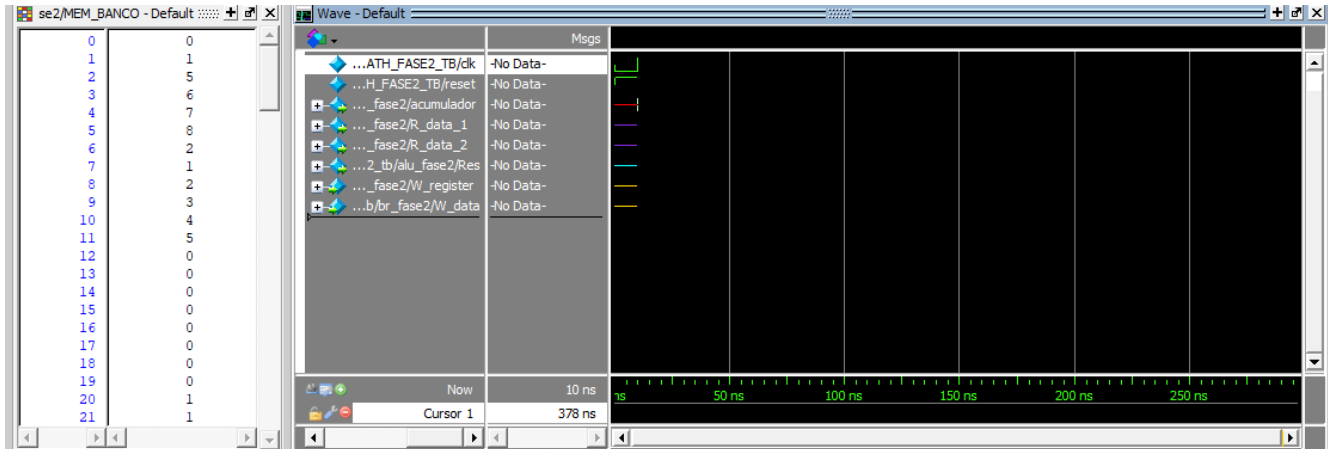 se2/MEM_BANCO - Default
0 0
1 1
2 5
3 6
4 7
5 8
6 2
7 1
8 2
9 3
10 4
11 5
12 0
13 0
14 0
15 0
16 0
17 0
18 0
19 0
20 1
21 1
Wave - Default
Msgs
...ATH_FASE2_TB/clk -No Data-
...H_FASE2_TB/reset -No Data-
..._fase2/acumulador -No Data-
..._fase2/R_data_1 -No Data-
..._fase2/R_data_2 -No Data-
...2_tb/alu_fase2/Res -No Data-
..._fase2/W_register -No Data-
...b/br_fase2/W_data -No Data-
Now 10 ns
ns 50 ns 100 ns 150 ns 200 ns 250 ns
Cursor 1 378 ns